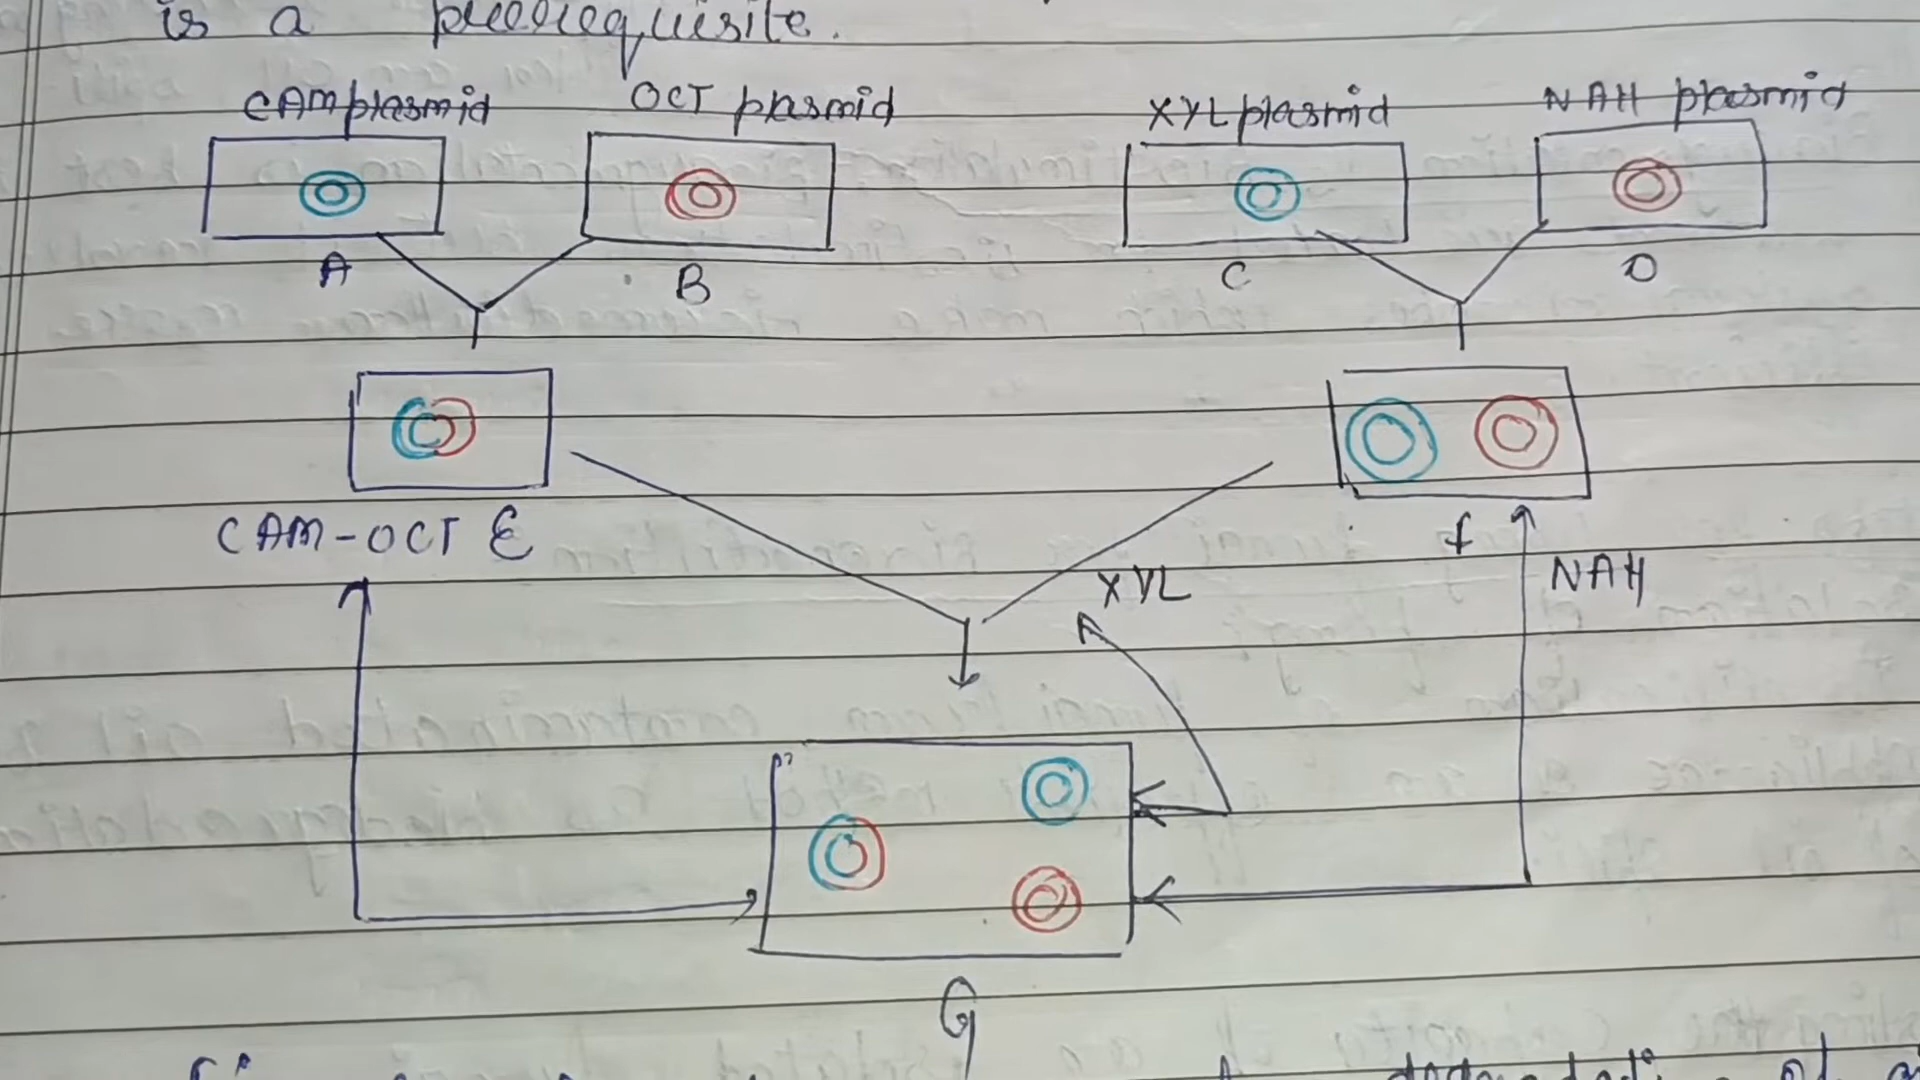 is a prerequisite.
CAM plasmid OCT plasmid XYL plasmid NAH plasmid
A B C D
CAM-OCT E f
XYL NAH
G